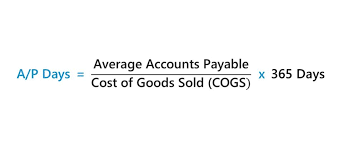 Average Accounts Payable
A/P Days = x 365 Days
Cost of Goods Sold (COGS)